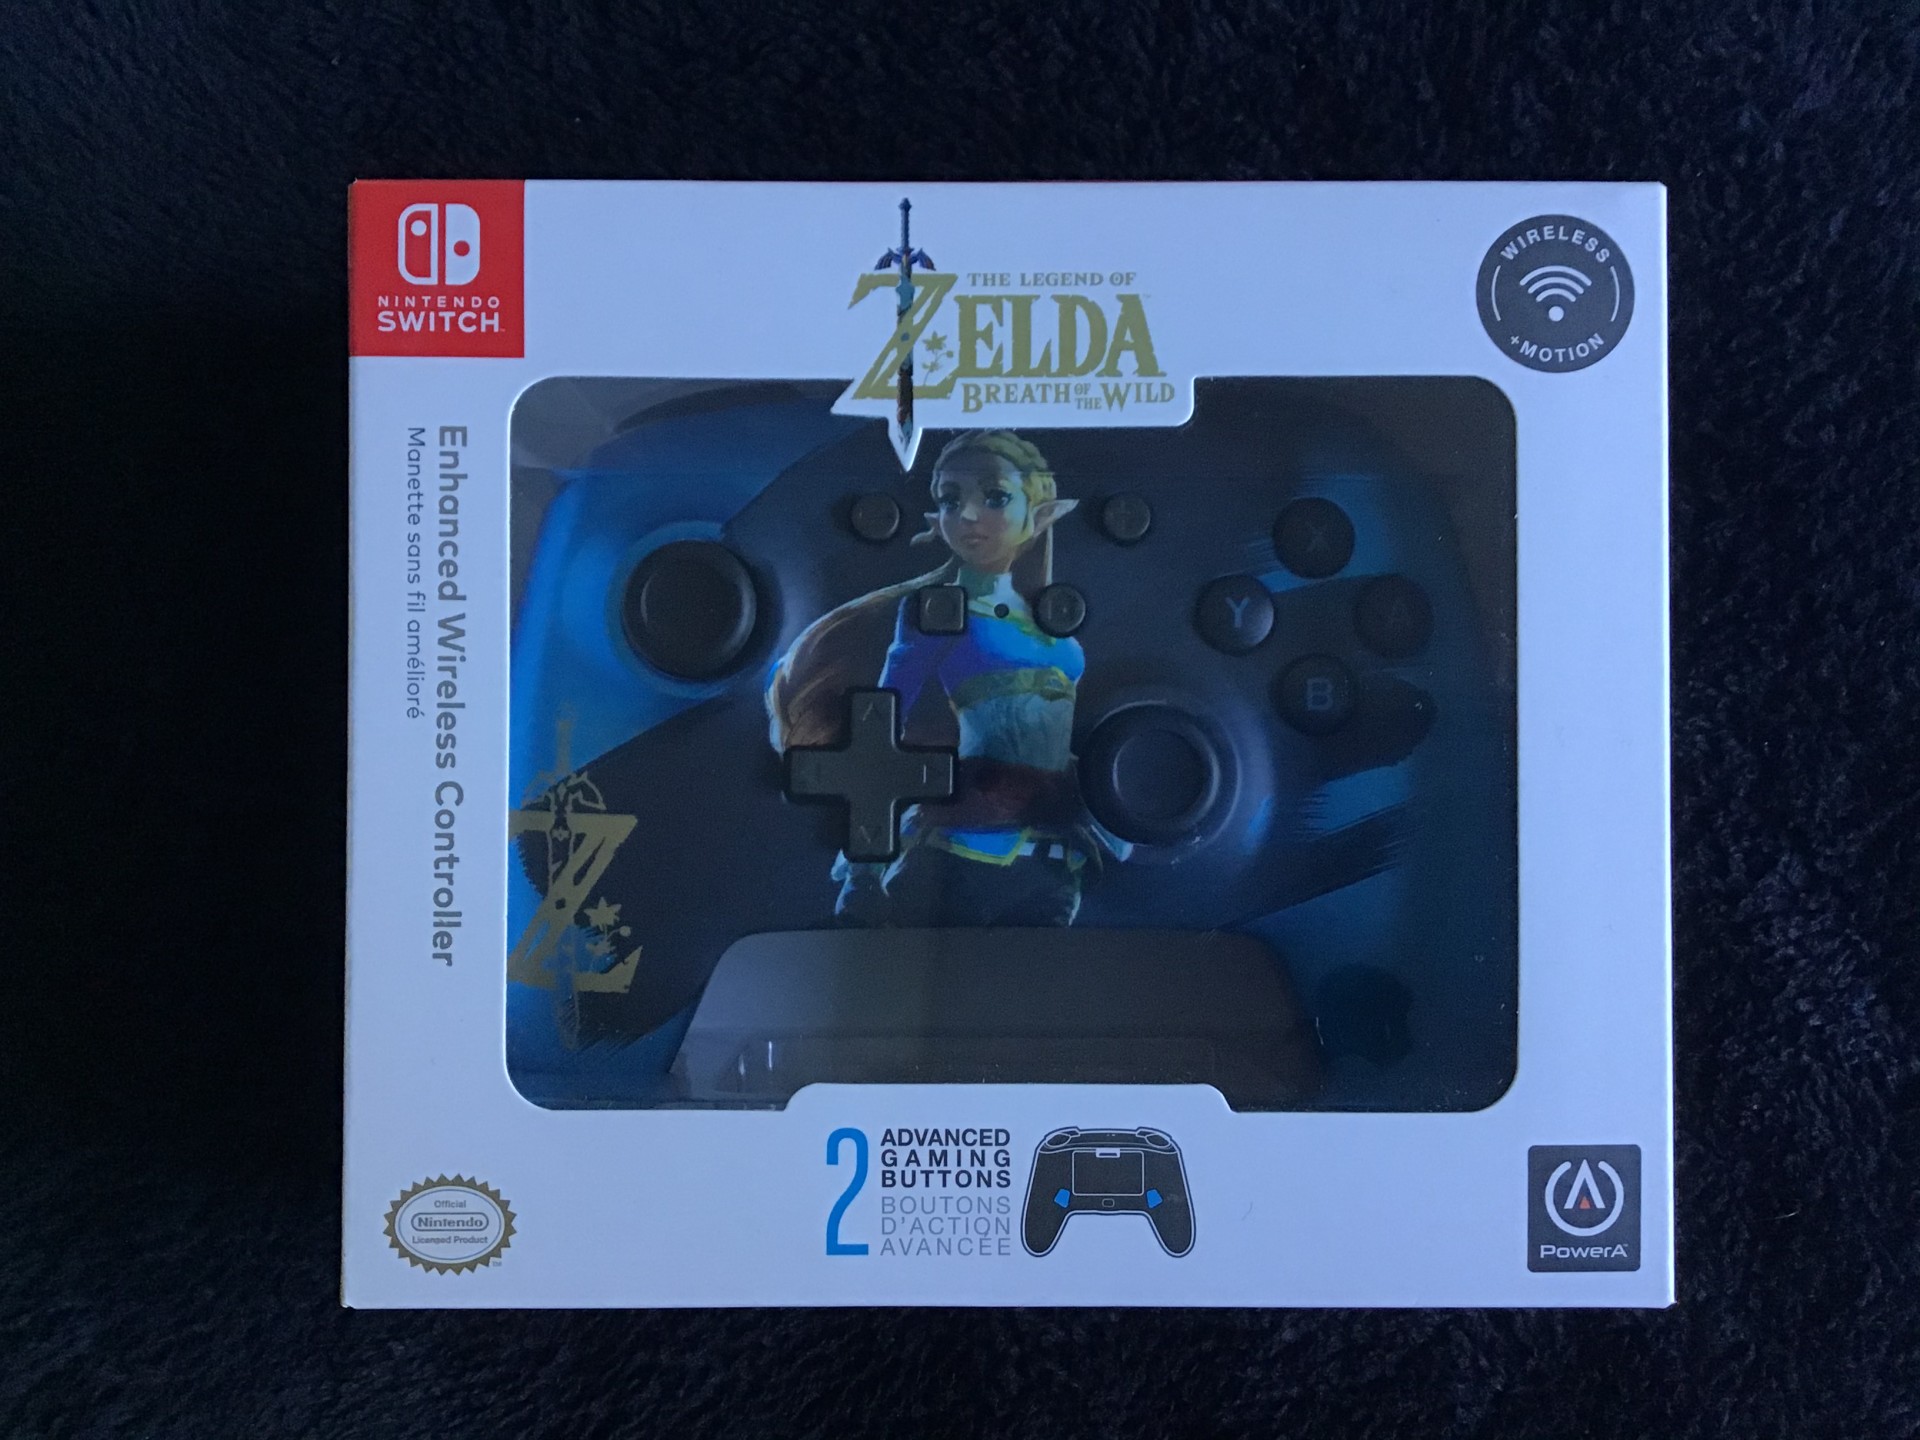 NINTENDO
SWITCH
THE LEGEND OF
ZELDA
BREATH OF THE WILD
WIRELESS
+MOTION
Enhanced Wireless Controller
Manette sans fil amélioré
X
Y
A
B
2
ADVANCED
GAMING
BUTTONS
BOUTONS
D'ACTION
AVANCÉE
Official
Nintendo
Licensed Product
PowerA